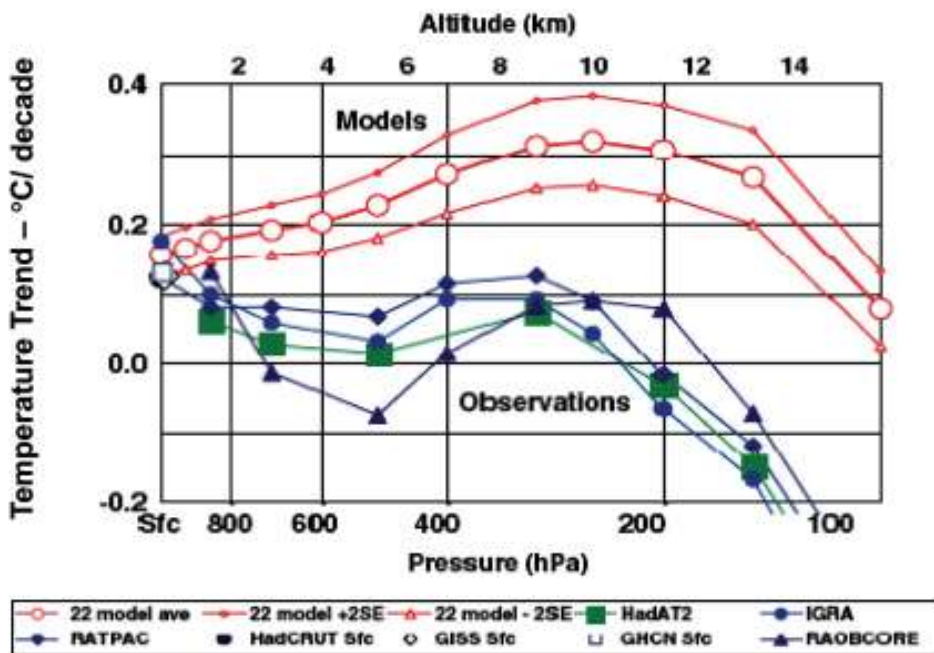 Altitude (km)
2 4 6 8 10 12 14
Temperature Trend – °C/ decade
0.4
Models
0.2
0.0
Observations
-0.2
Sfc 800 600 400 200 100
Pressure (hPa)
22 model ave 22 model +2SE 22 model - 2SE HadAT2 IGRA
RATPAC HadCRUT Sfc GISS Sfc GHCN Sfc RAOBCORE